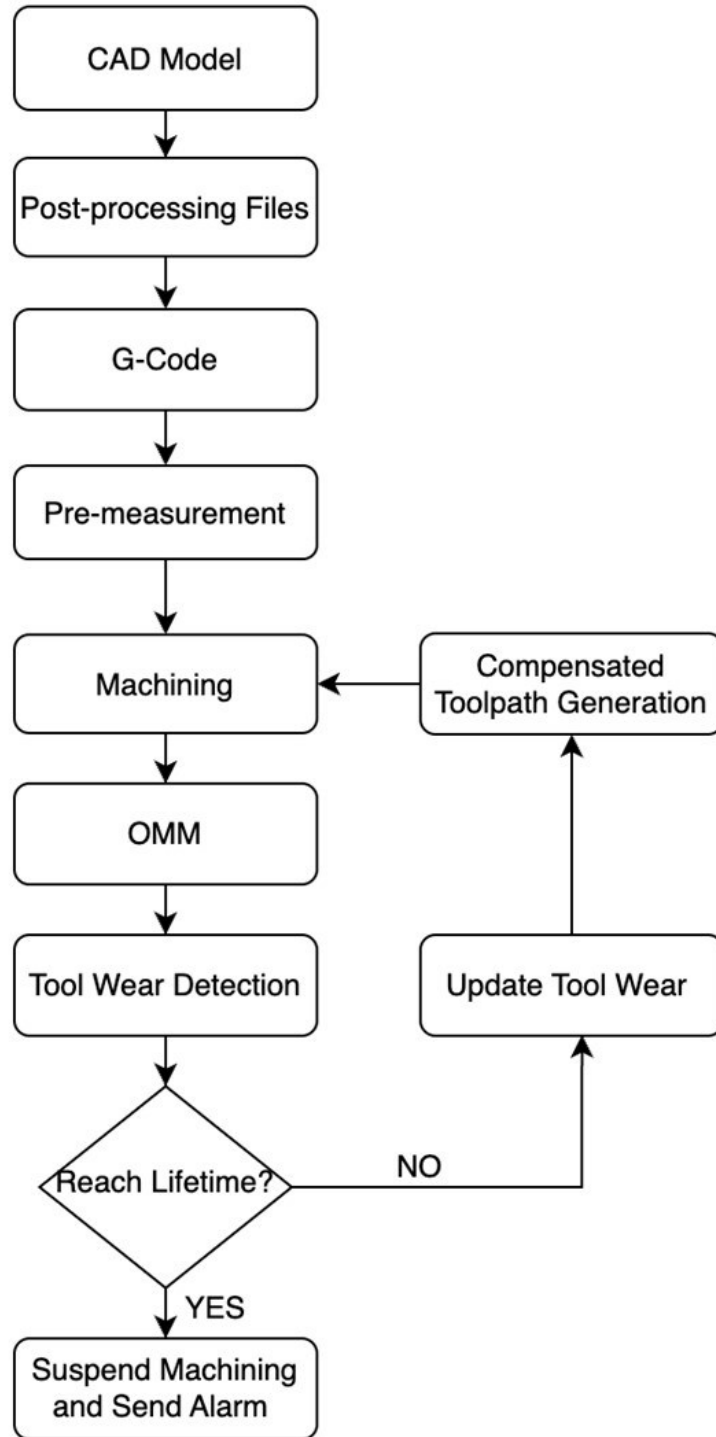 CAD Model
Post-processing Files
G-Code
Pre-measurement
Machining
Compensated
Toolpath Generation
OMM
Tool Wear Detection
Update Tool Wear
Reach Lifetime?
NO
YES
Suspend Machining
and Send Alarm